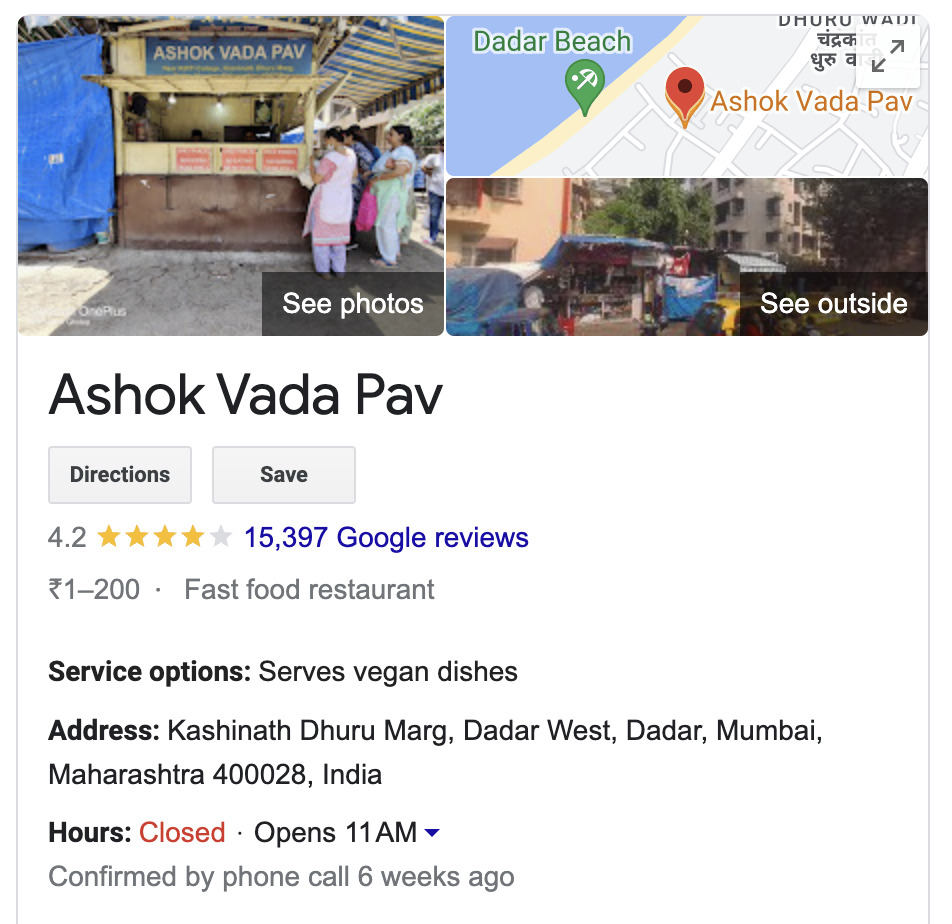 ASHOK VADA PAV
See photos
OnePlus
Dadar Beach
DHURU WADI
चंद्रकांत
धुरु वाडी
Ashok Vada Pav
See outside
Ashok Vada Pav
Directions
Save
4.2 15,397 Google reviews
₹1–200 · Fast food restaurant
Service options: Serves vegan dishes
Address: Kashinath Dhuru Marg, Dadar West, Dadar, Mumbai,
Maharashtra 400028, India
Hours: Closed · Opens 11 AM
Confirmed by phone call 6 weeks ago